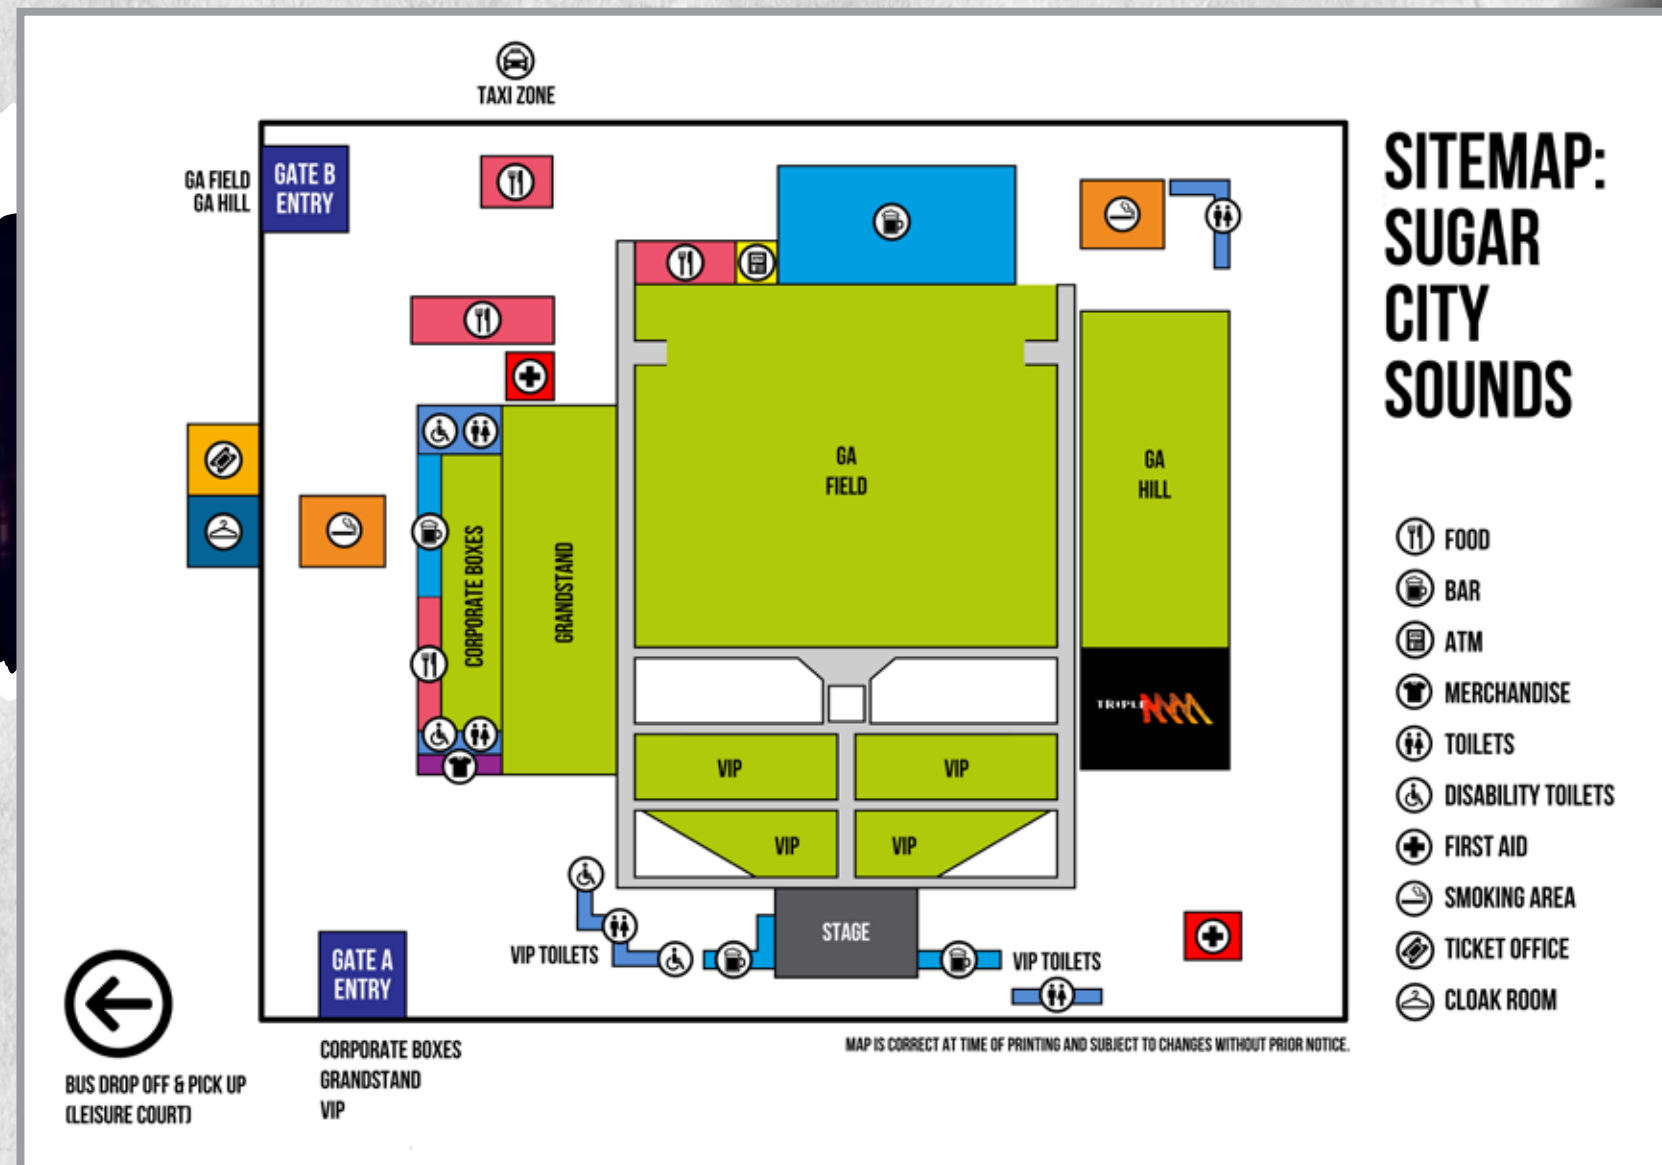 TAXI ZONE
GA FIELD
GA HILL
GATE B
ENTRY
SITEMAP:
SUGAR
CITY
SOUNDS
GA
FIELD
GA
HILL
CORPORATE BOXES
GRANDSTAND
TRIPLE
MMM
VIP
VIP
VIP
VIP
STAGE
VIP TOILETS
VIP TOILETS
GATE A
ENTRY
FOOD
BAR
ATM
MERCHANDISE
TOILETS
DISABILITY TOILETS
FIRST AID
SMOKING AREA
TICKET OFFICE
CLOAK ROOM
MAP IS CORRECT AT TIME OF PRINTING AND SUBJECT TO CHANGES WITHOUT PRIOR NOTICE.
BUS DROP OFF & PICK UP
(LEISURE COURT)
CORPORATE BOXES
GRANDSTAND
VIP